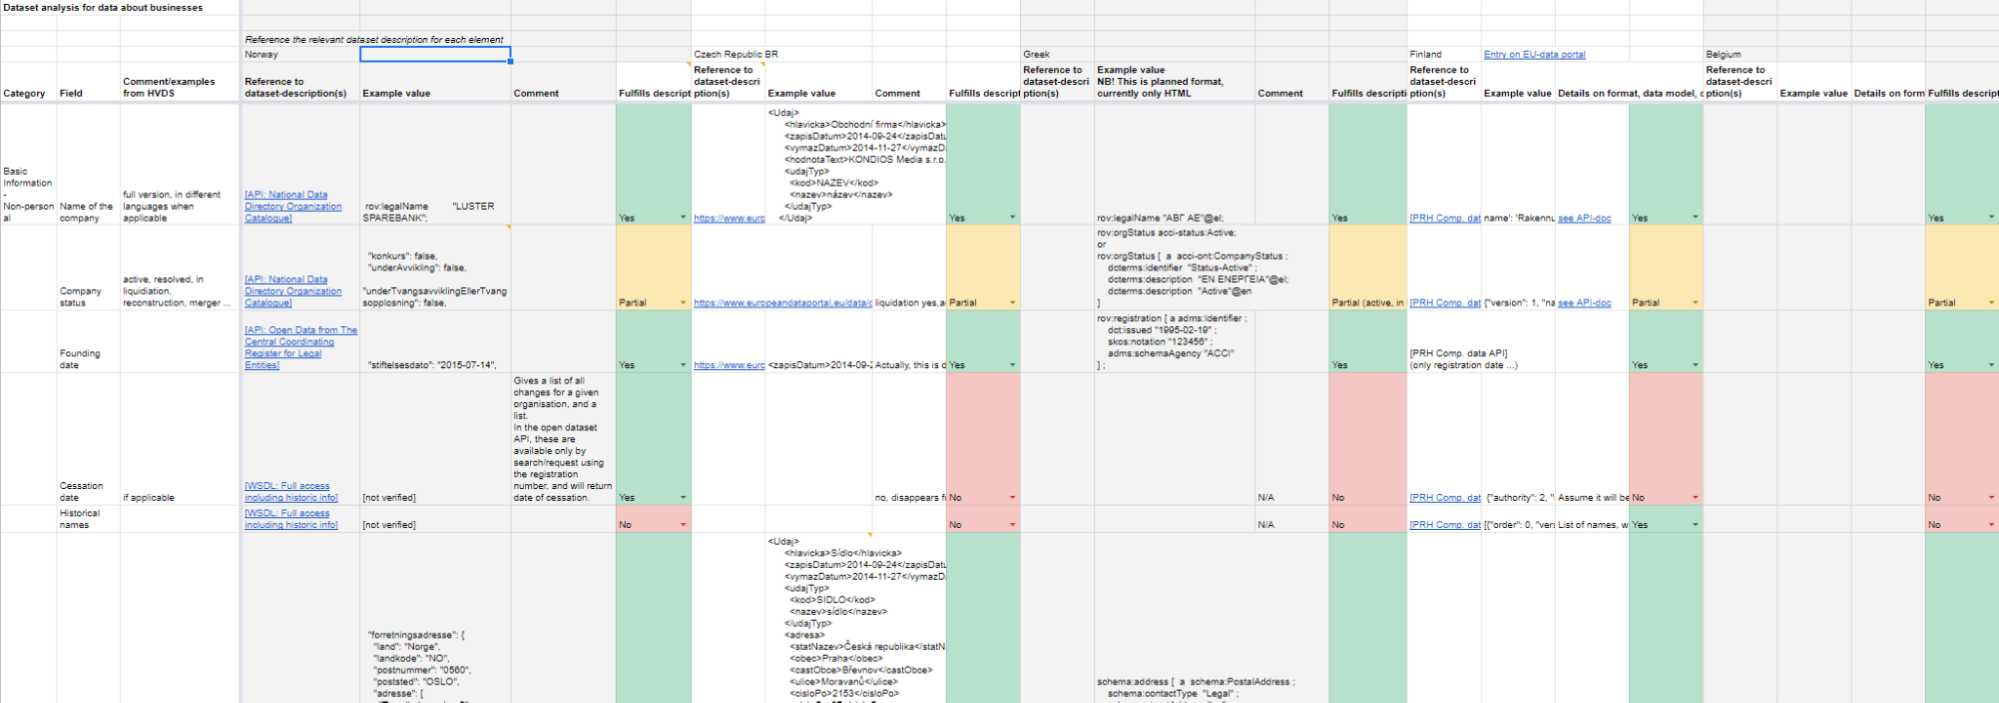 Dataset analysis for data about businesses
Reference the relevant dataset description for each element
Norway
Czech Republic BR
Greek
Finland
Entry on EU-data portal
Belgium
Category
Field
Comment/examples
from HVDS
Reference to
dataset-description(s)
Example value
Comment
Fulfills descript
Reference to
dataset-descri
ption(s)
Example value
Comment
Fulfills descript
Reference to
dataset-descri
ption(s)
Example value
NB! This is planned format,
currently only HTML
Comment
Fulfills descripti
Reference to
dataset-descri
ption(s)
Example value
Details on format, data model, c
Reference to
dataset-descri
ption(s)
Example value
Details on form
Fulfills descript
Basic
Information
-
Non-person
al
Name of the
company
full version, in different
languages when
applicable
[API: National Data
Directory Organization
Catalogue]
rov:legalName "LUSTER
SPAREBANK";
Yes
https://www.eurc
<Udaj>
<hlavicka>Obchodní firma</hlavicka>
<zapisDatum>2014-09-24</zapisDatu
<vymazDatum>2014-11-27</vymazD
<hodnotaText>KONDIOS Media s.r.o.
<udajTyp>
<kod>NAZEV</kod>
<nazev>název</nazev>
</udajTyp>
</Udaj>
Yes
rov:legalName "ΑΒΓ ΑΕ"@el;
Yes
[PRH Comp. dat
name': 'Rakennu
see API-doc
Yes
Yes
Company
status
active, resolved, in
liquidation,
reconstruction, merger ...
[API: National Data
Directory Organization
Catalogue]
"konkurs": false,
"underAvvikling": false,
"underTvangsavviklingEllerTvang
sopplosning": false,
Partial
https://www.europeandataportal.eu/data/c
liquidation yes,a
Partial
rov:orgStatus acci-status:Active;
or
rov:orgStatus [ a acci-ont:CompanyStatus ;
dcterms:identifier "Status-Active" ;
dcterms:description "ΕΝ ΕΝΕΡΓΕΙΑ"@el;
dcterms:description "Active"@en
]
Partial (active, in
[PRH Comp. dat
{"version": 1, "na
see API-doc
Partial
Partial
Founding
date
[API: Open Data from The
Central Coordinating
Register for Legal
Entities]
"stiftelsesdato": "2015-07-14",
Yes
https://www.eurc
<zapisDatum>2014-09-2
Actually, this is d
Yes
rov:registration [ a adms:Identifier ;
dct:issued "1995-02-19" ;
skos:notation "123456" ;
adms:schemaAgency "ACCI"
] ;
Yes
[PRH Comp. data API]
(only registration date ...)
Yes
Yes
Cessation
date
if applicable
[WSDL: Full access
including historic info]
[not verified]
Gives a list of all
changes for a given
organisation, and a
list.
In the open dataset
API, these are
available only by
search/request using
the registration
number, and will return
date of cessation.
Yes
no, disappears f
No
N/A
No
[PRH Comp. dat
{"authority": 2, "
Assume it will be
No
No
Historical
names
[WSDL: Full access
including historic info]
[not verified]
No
No
N/A
No
[PRH Comp. dat
[{"order": 0, "vers
List of names, w
Yes
No
"forretningsadresse": {
"land": "Norge",
"landkode": "NO",
"postnummer": "0560",
"poststed": "OSLO",
"adresse": [
<Udaj>
<hlavicka>Sídlo</hlavicka>
<zapisDatum>2014-09-24</zapisDatu
<vymazDatum>2014-11-27</vymazD
<udajTyp>
<kod>SIDLO</kod>
<nazev>sídlo</nazev>
</udajTyp>
<adresa>
<statNazev>Česká republika</statN
<obec>Praha</obec>
<castObce>Břevnov</castObce>
<ulice>Moravanů</ulice>
<cisloPo>2153</cisloPo>
schema:address [ a schema:PostalAddress ;
schema:contactType "Legal" ;